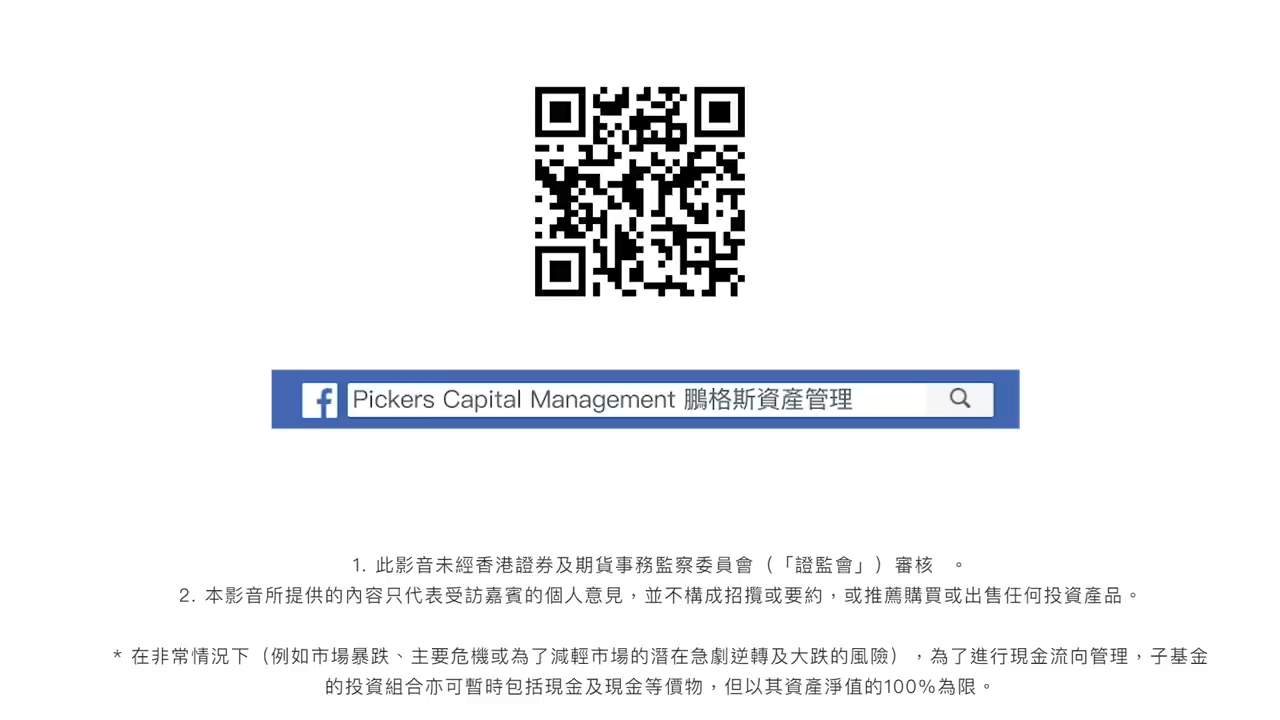 Pickers Capital Management 鵬格斯資產管理
1. 此影音未經香港證券及期貨事務監察委員會（「證監會」）審核 。
2. 本影音所提供的內容只代表受訪嘉賓的個人意見，並不構成招攬或要約，或推薦購買或出售任何投資產品。
* 在非常情況下（例如市場暴跌、主要危機或為了減輕市場的潛在急劇逆轉及大跌的風險），為了進行現金流向管理，子基金
的投資組合亦可暫時包括現金及現金等價物，但以其資產淨值的100%為限。